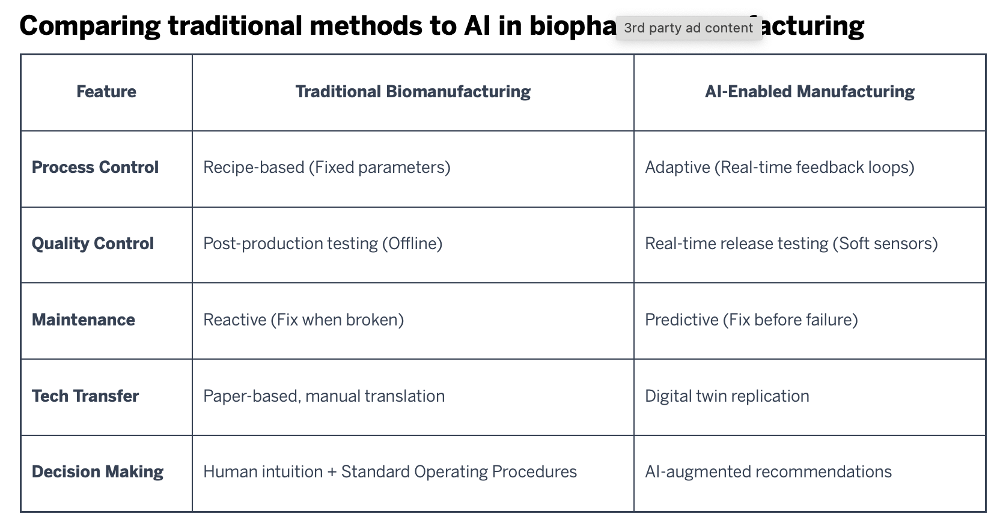 Comparing traditional methods to AI in biopha acturing
3rd party ad content
Feature Traditional Biomanufacturing AI-Enabled Manufacturing
Process Control Recipe-based (Fixed parameters) Adaptive (Real-time feedback loops)
Quality Control Post-production testing (Offline) Real-time release testing (Soft sensors)
Maintenance Reactive (Fix when broken) Predictive (Fix before failure)
Tech Transfer Paper-based, manual translation Digital twin replication
Decision Making Human intuition + Standard Operating Procedures AI-augmented recommendations